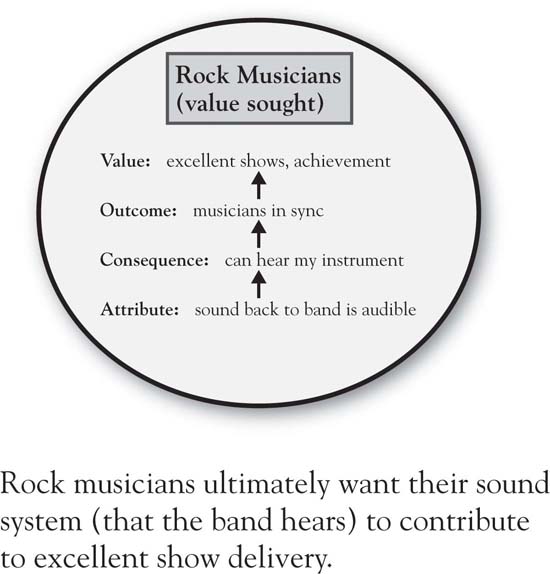 Rock Musicians
(value sought)
Value: excellent shows, achievement
Outcome: musicians in sync
Consequence: can hear my instrument
Attribute: sound back to band is audible
Rock musicians ultimately want their sound
system (that the band hears) to contribute
to excellent show delivery.